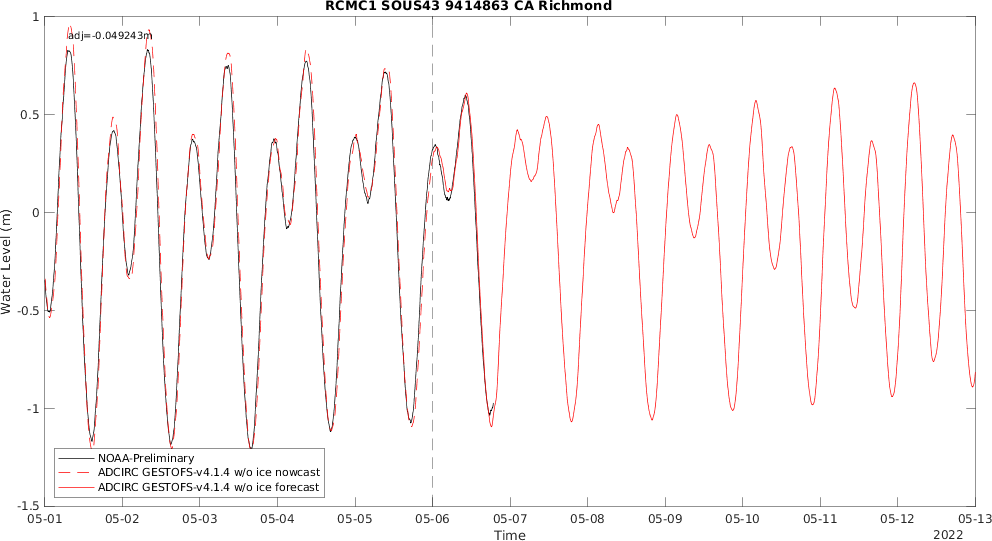 RCMC1 SOUS43 9414863 CA Richmond
adj=-0.049243m
1
0.5
0
-0.5
-1
-1.5
Water Level (m)
NOAA-Preliminary
ADCIRC GESTOFS-v4.1.4 w/o ice nowcast
ADCIRC GESTOFS-v4.1.4 w/o ice forecast
05-01 05-02 05-03 05-04 05-05 05-06 05-07 05-08 05-09 05-10 05-11 05-12 05-13
Time
2022